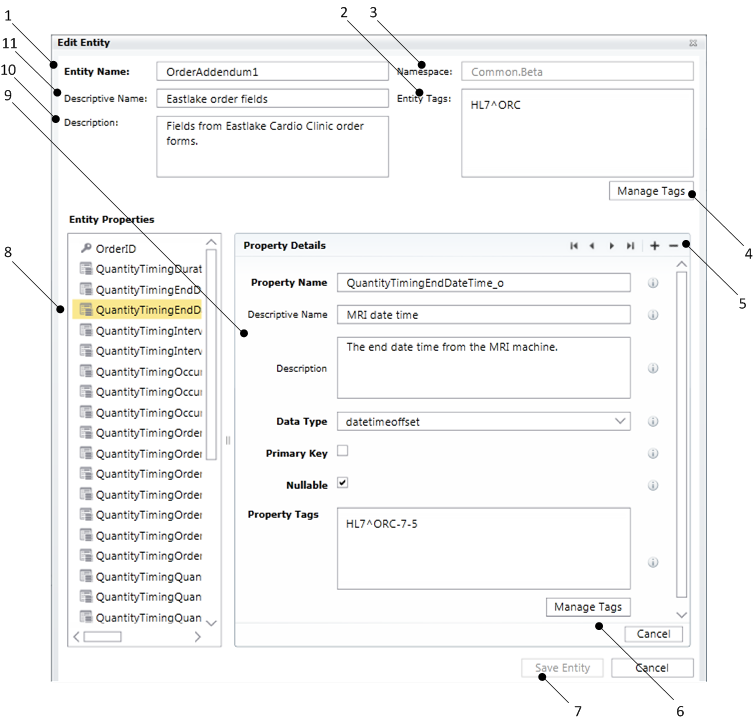 1
2
3
11
10
9
Edit Entity
Entity Name: OrderAddendum1
Namespace: Common.Beta
Descriptive Name: Eastlake order fields
Entity Tags: HL7^ORC
Description: Fields from Eastlake Cardio Clinic order
forms.
Manage Tags
4
Entity Properties
8
OrderID
QuantityTimingDurat
QuantityTimingEndD
QuantityTimingEndD
QuantityTimingInterv
QuantityTimingInterv
QuantityTimingOccur
QuantityTimingOccur
QuantityTimingOccur
QuantityTimingOrder
QuantityTimingOrder
QuantityTimingOrder
QuantityTimingOrder
QuantityTimingOrder
QuantityTimingOrder
QuantityTimingOrder
QuantityTimingQuan
QuantityTimingQuan
QuantityTimingQuan
Property Details
5
Property Name QuantityTimingEndDateTime_o
Descriptive Name MRI date time
Description The end date time from the MRI machine.
Data Type datetimeoffset
Primary Key
Nullable
Property Tags HL7^ORC-7-5
Manage Tags
Cancel
Save Entity
Cancel
7
6